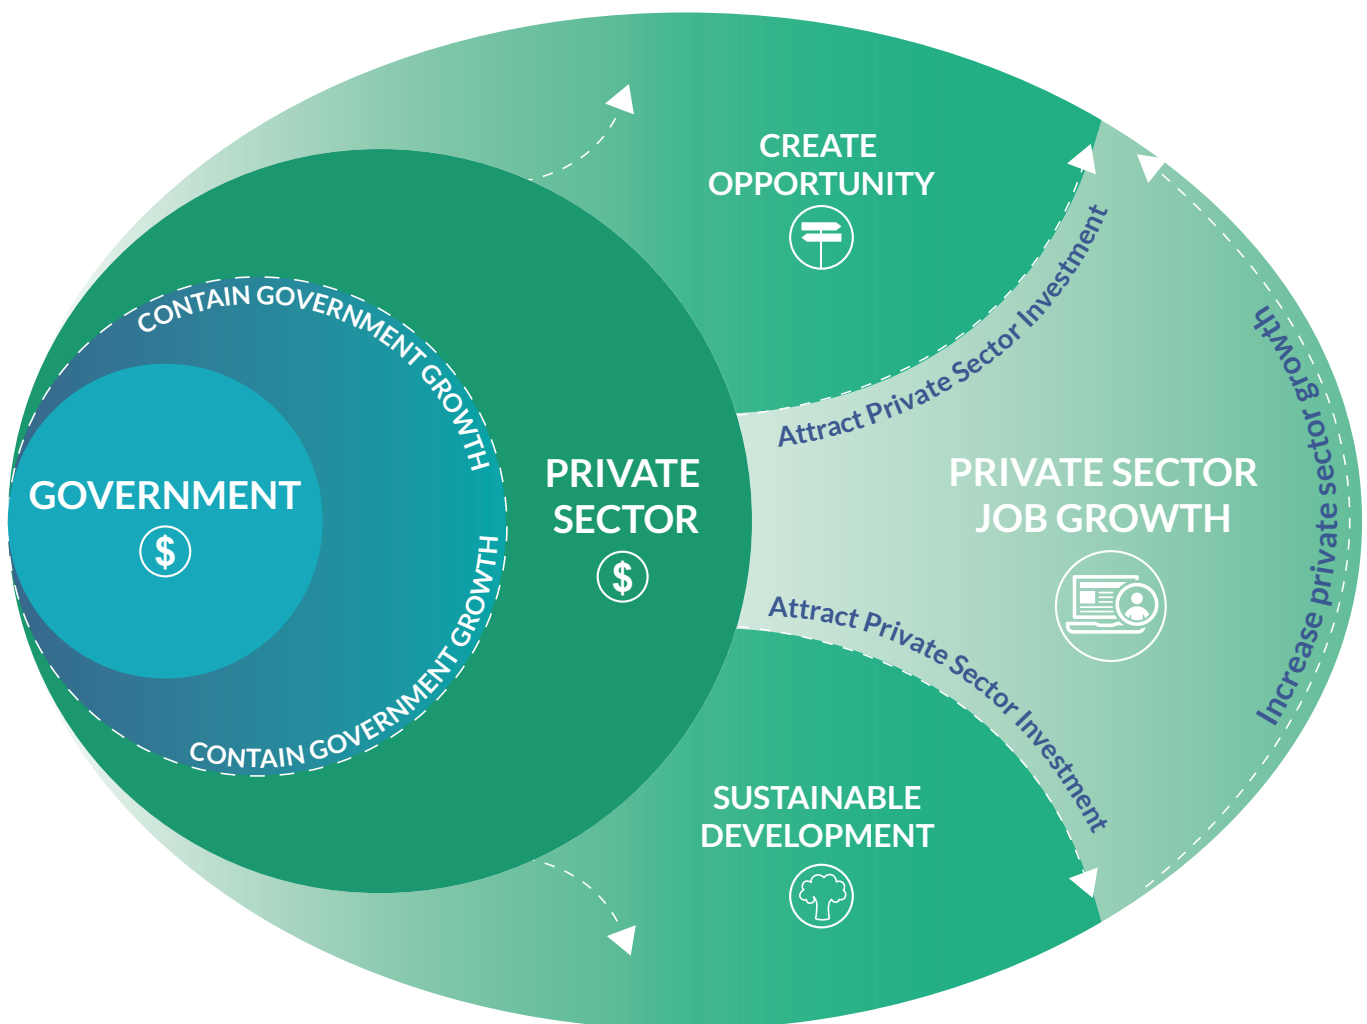 CREATE
OPPORTUNITY
CONTAIN GOVERNMENT GROWTH
Attract Private Sector Investment
GOVERNMENT
$
PRIVATE
SECTOR
$
PRIVATE SECTOR
JOB GROWTH
Increase private sector growth
CONTAIN GOVERNMENT GROWTH
Attract Private Sector Investment
SUSTAINABLE
DEVELOPMENT